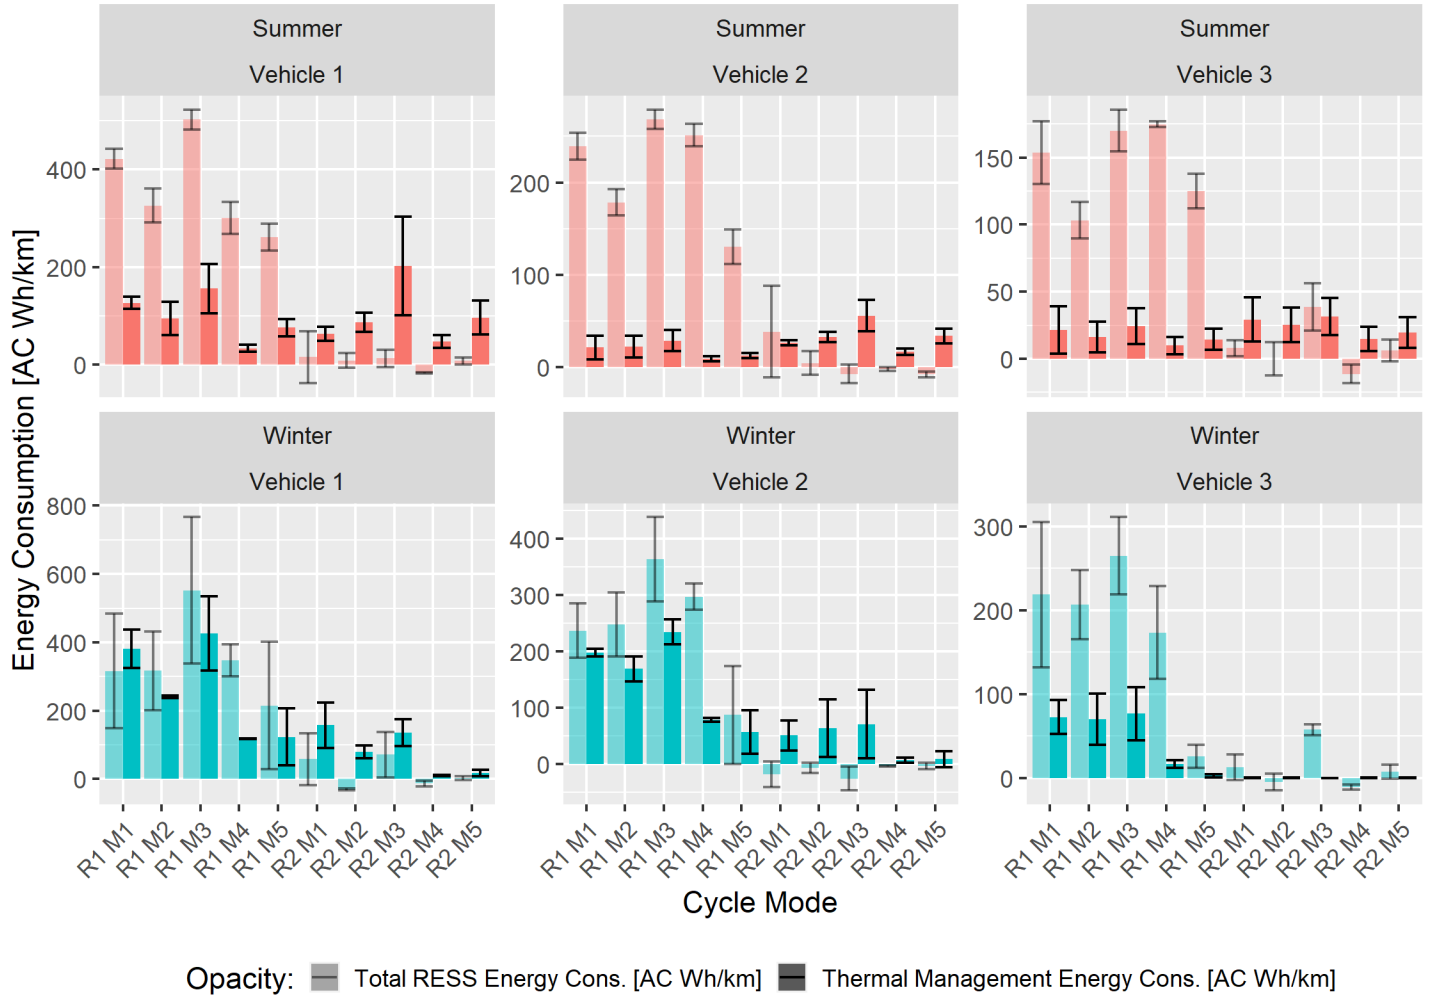 Summer
Vehicle 1
Summer
Vehicle 2
Summer
Vehicle 3
Energy Consumption [AC Wh/km]
400
200
0
200
100
0
150
100
50
0
Winter
Vehicle 1
Winter
Vehicle 2
Winter
Vehicle 3
800
600
400
200
0
400
300
200
100
0
300
200
100
0
R1 M1
R1 M2
R1 M3
R1 M4
R1 M5
R2 M1
R2 M2
R2 M3
R2 M4
R2 M5
R1 M1
R1 M2
R1 M3
R1 M4
R1 M5
R2 M1
R2 M2
R2 M3
R2 M4
R2 M5
R1 M1
R1 M2
R1 M3
R1 M4
R1 M5
R2 M1
R2 M2
R2 M3
R2 M4
R2 M5
Cycle Mode
Opacity: Total RESS Energy Cons. [AC Wh/km] Thermal Management Energy Cons. [AC Wh/km]